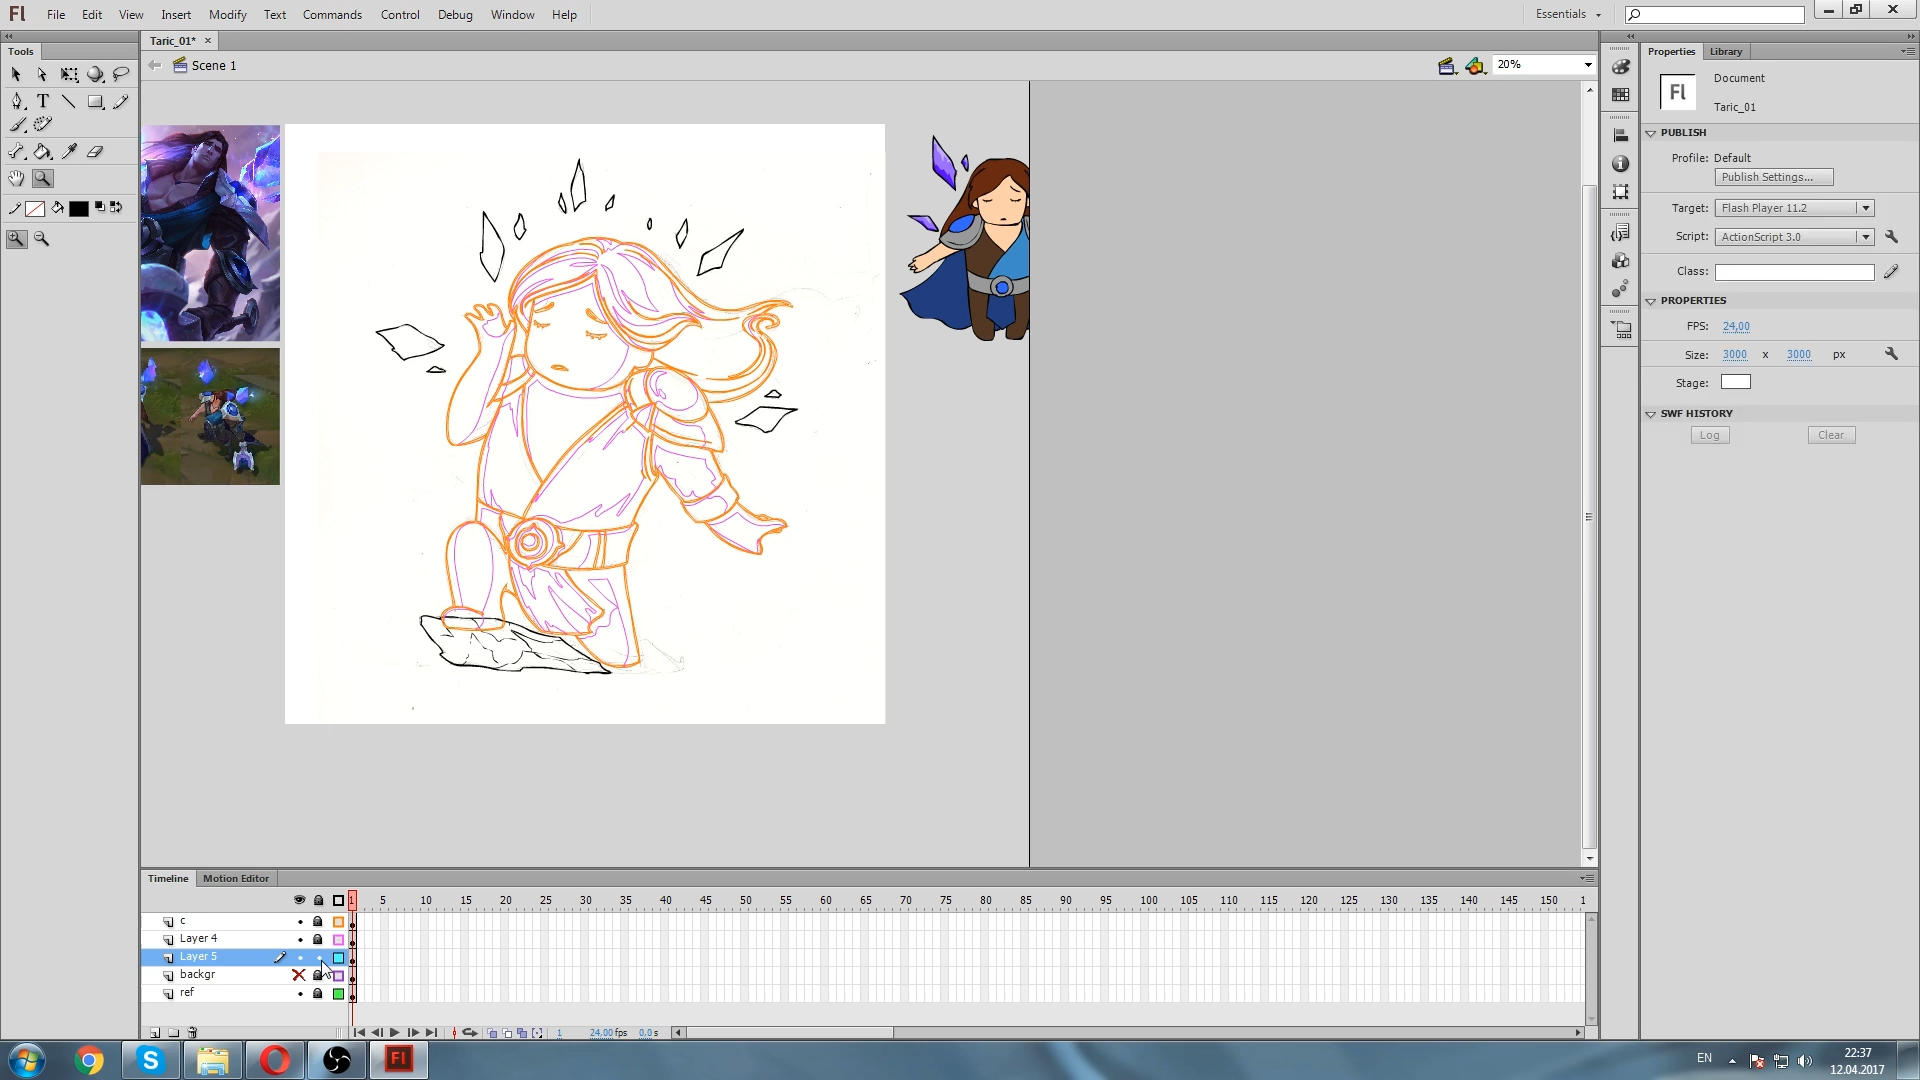 Fl File Edit View Insert Modify Text Commands Control Debug Window Help Essentials
Tools
Taric_01*
Properties Library
Scene 1
20%
Fl
Document
Taric_01
T
PUBLISH
Profile: Default
Publish Settings...
Target: Flash Player 11.2
Script: ActionScript 3.0
Class:
PROPERTIES
FPS: 24,00
Size: 3000 x 3000 px
Stage:
SWF HISTORY
Log Clear
Timeline Motion Editor
1 5 10 15 20 25 30 35 40 45 50 55 60 65 70 75 80 85 90 95 100 105 110 115 120 125 130 135 140 145 150 1
c
Layer 4
Layer 5
backgr
ref
1 24,00 fps 0,0 s
S
Fl
EN
22:37
12.04.2017